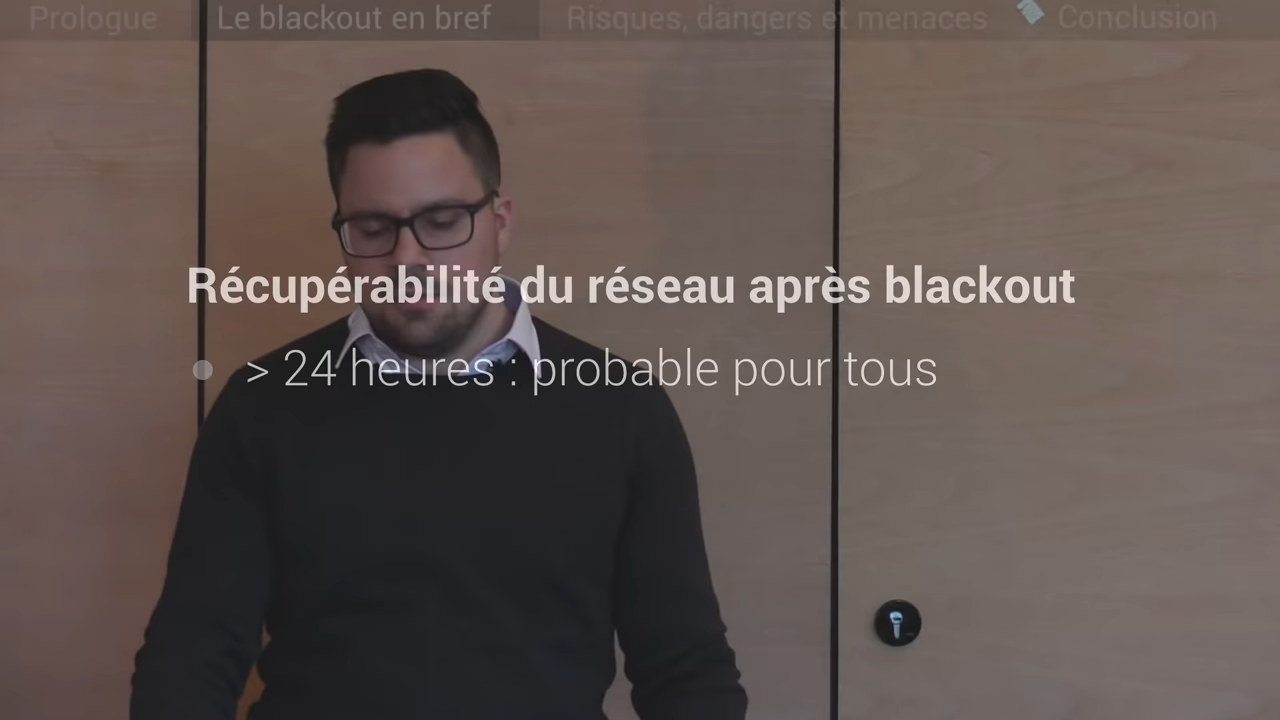 Prologue
Le blackout en bref
Risques, dangers et menaces
Conclusion
Récupérabilité du réseau après blackout
> 24 heures : probable pour tous